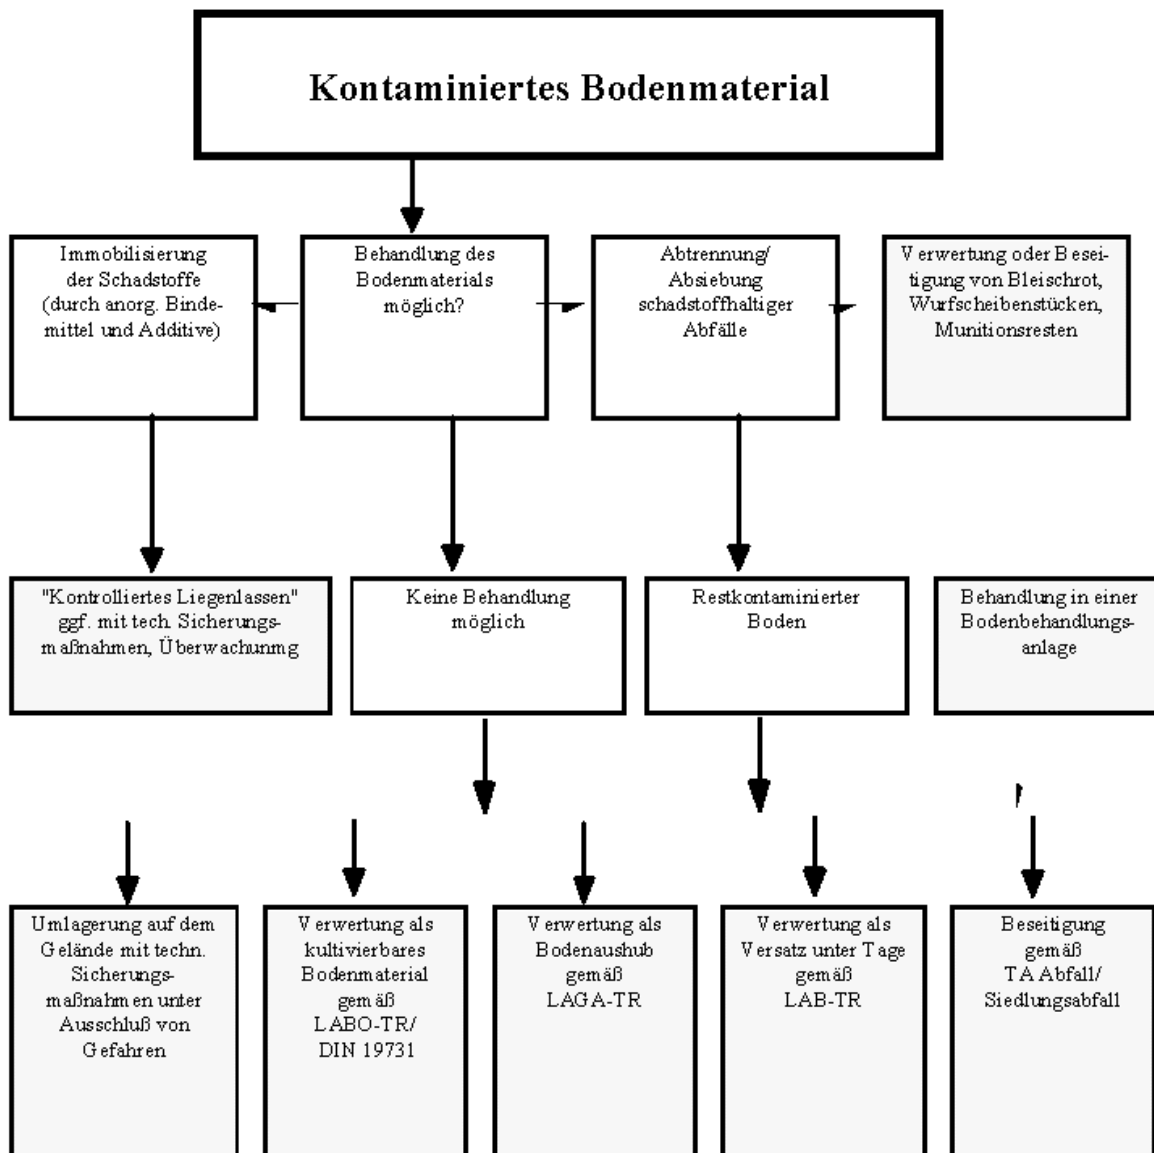 Kontaminiertes Bodenmaterial
Immobilisierung
der Schadstoffe
(durch anorg. Binde-
mittel und Additive)
Behandlung des
Bodenmaterials
möglich?
Abtrennung/
Absiebung
schadstoffhaltiger
Abfälle
Verwertung oder Besei-
tigung von Bleischrot,
Wurfscheibenstücken,
Munitionsresten
"Kontrolliertes Liegenlassen"
ggf. mit tech. Sicherungs-
maßnahmen, Überwachunmg
Keine Behandlung
möglich
Restkontaminierter
Boden
Behandlung in einer
Bodenbehandlungs-
anlage
Umlagerung auf dem
Gelände mit techn.
Sicherungs-
maßnahmen unter
Ausschluß von
Gefahren
Verwertung als
kultivierbares
Bodenmaterial
gemäß
LABO-TR/
DIN 19731
Verwertung als
Bodenaushub
gemäß
LAGA-TR
Verwertung als
Versatz unter Tage
gemäß
LAB-TR
Beseitigung
gemäß
TA Abfall/
Siedlungsabfall